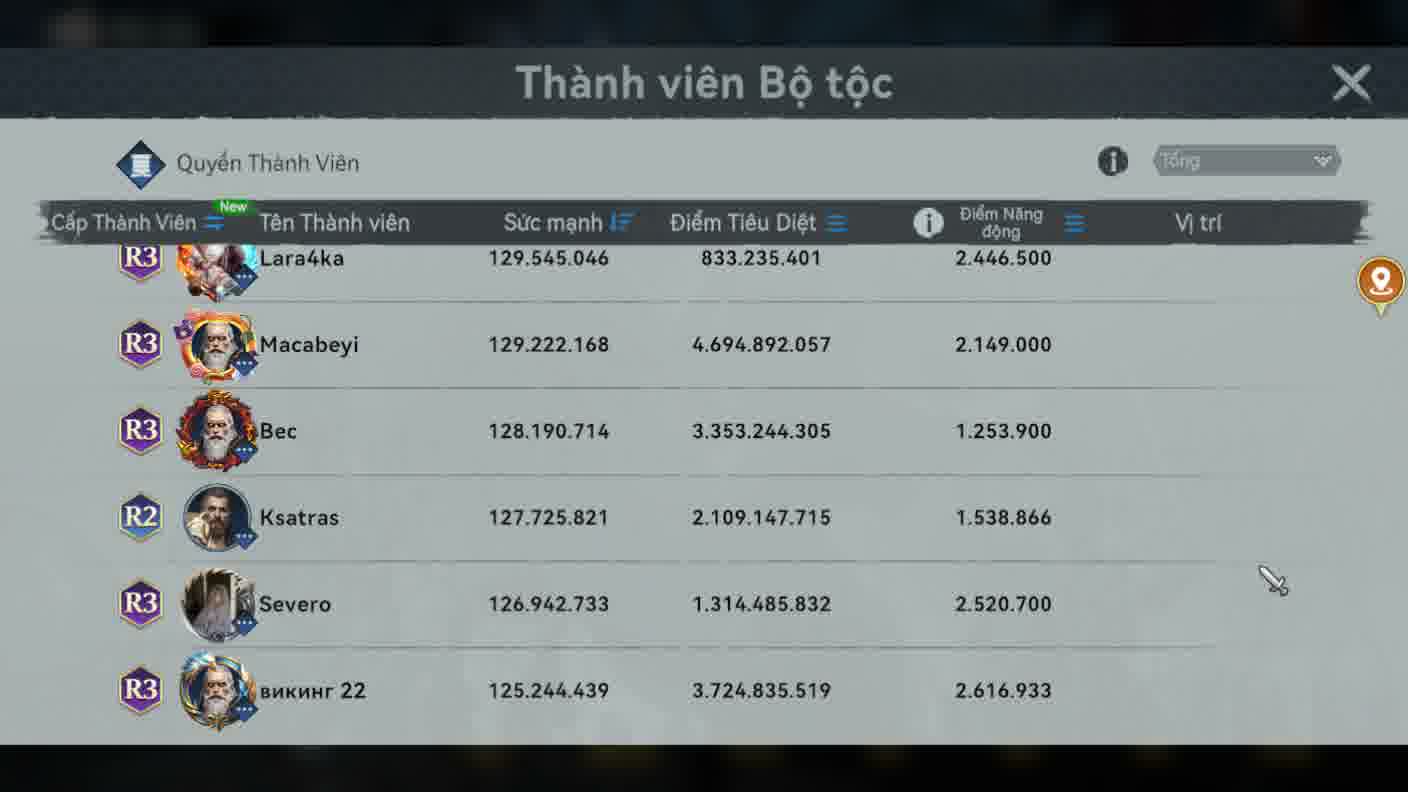 Thành viên Bộ tộc
Quyển Thành Viên
Tổng
Cấp Thành Viên New Tên Thành viên Sức mạnh Điểm Tiêu Diệt Điểm Năng động Vị trí
R3 Lara4ka 129.545.046 833.235.401 2.446.500
R3 Macabeyi 129.222.168 4.694.892.057 2.149.000
R3 Bec 128.190.714 3.353.244.305 1.253.900
R2 Ksatras 127.725.821 2.109.147.715 1.538.866
R3 Severo 126.942.733 1.314.485.832 2.520.700
R3 викинг 22 125.244.439 3.724.835.519 2.616.933